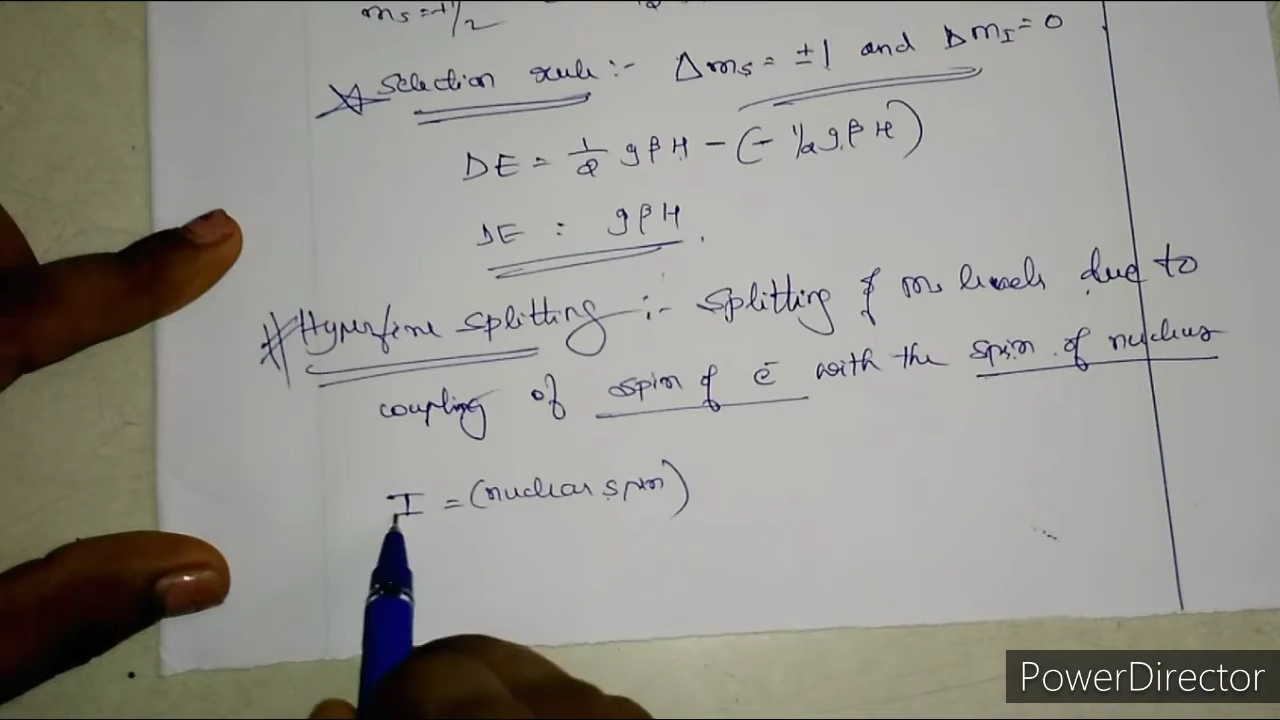 ms = +1/2
Selection rule :- Δms = ±1 and ΔmI = 0
ΔE = 1/2 gβH - (- 1/2 gβH)
ΔE = gβH.
# Hyperfine splitting :- splitting of ms levels due to
coupling of spin of e⁻ with the spin of nucleus
I = (nuclear spin)
PowerDirector